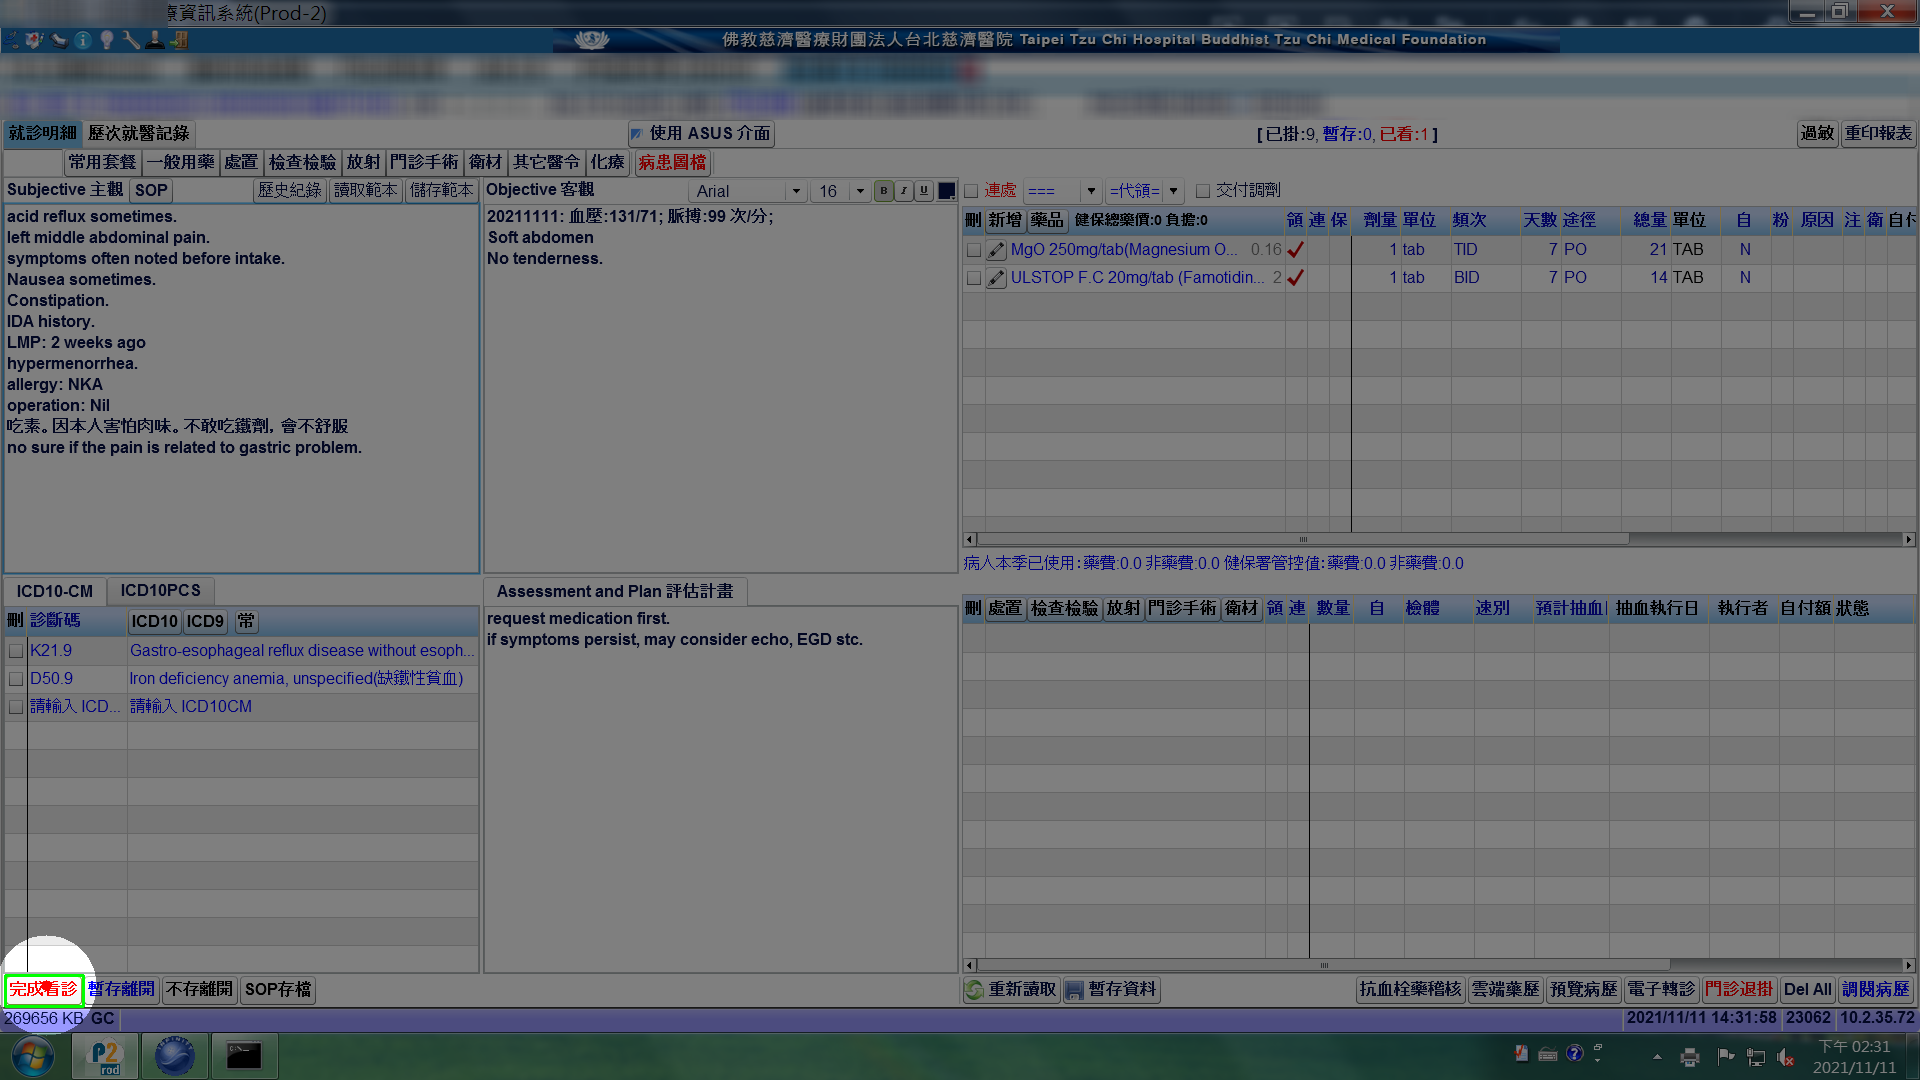 療資訊系統(Prod-2)
佛教慈濟醫療財團法人台北慈濟醫院 Taipei Tzu Chi Hospital Buddhist Tzu Chi Medical Foundation
就診明細 歷次就醫記錄 使用 ASUS 介面 [已掛:9, 暫存:0, 已看:1] 過敏 重印報表
常用套餐 一般用藥 處置 檢查檢驗 放射 門診手術 衛材 其它醫令 化療 病患圖檔
Subjective 主觀 SOP 歷史紀錄 讀取範本 儲存範本
acid reflux sometimes.
left middle abdominal pain.
symptoms often noted before intake.
Nausea sometimes.
Constipation.
IDA history.
LMP: 2 weeks ago
hypermenorrhea.
allergy: NKA
operation: Nil
吃素。因本人害怕肉味。不敢吃鐵劑，會不舒服
no sure if the pain is related to gastric problem.
Objective 客觀 Arial 16 B I U
20211111: 血壓:131/71; 脈搏:99 次/分;
Soft abdomen
No tenderness.
連處 === =代領= 交付調劑
刪 新增 藥品 健保總藥價:0 負擔:0 領 連 保 劑量 單位 頻次 天數 途徑 總量 單位 自 粉 原因 注 衛 自付
MgO 250mg/tab(Magnesium O... 0.16 1 tab TID 7 PO 21 TAB N
ULSTOP F.C 20mg/tab (Famotidin... 2 1 tab BID 7 PO 14 TAB N
病人本季已使用：藥費:0.0 非藥費:0.0 健保署管控值：藥費:0.0 非藥費:0.0
ICD10-CM ICD10PCS
刪 診斷碼 ICD10 ICD9 常
K21.9 Gastro-esophageal reflux disease without esoph...
D50.9 Iron deficiency anemia, unspecified(缺鐵性貧血)
請輸入 ICD... 請輸入 ICD10CM
Assessment and Plan 評估計畫
request medication first.
if symptoms persist, may consider echo, EGD stc.
刪 處置 檢查檢驗 放射 門診手術 衛材 領 連 數量 自 檢體 速別 預計抽血 抽血執行日 執行者 自付額 狀態
完成看診 暫存離開 不存離開 SOP存檔 重新讀取 暫存資料 抗血栓藥稽核 雲端藥歷 預覽病歷 電子轉診 門診退掛 Del All 調閱病歷
269656 KB GC 2021/11/11 14:31:58 23062 10.2.35.72
P2 rod
下午 02:31
2021/11/11